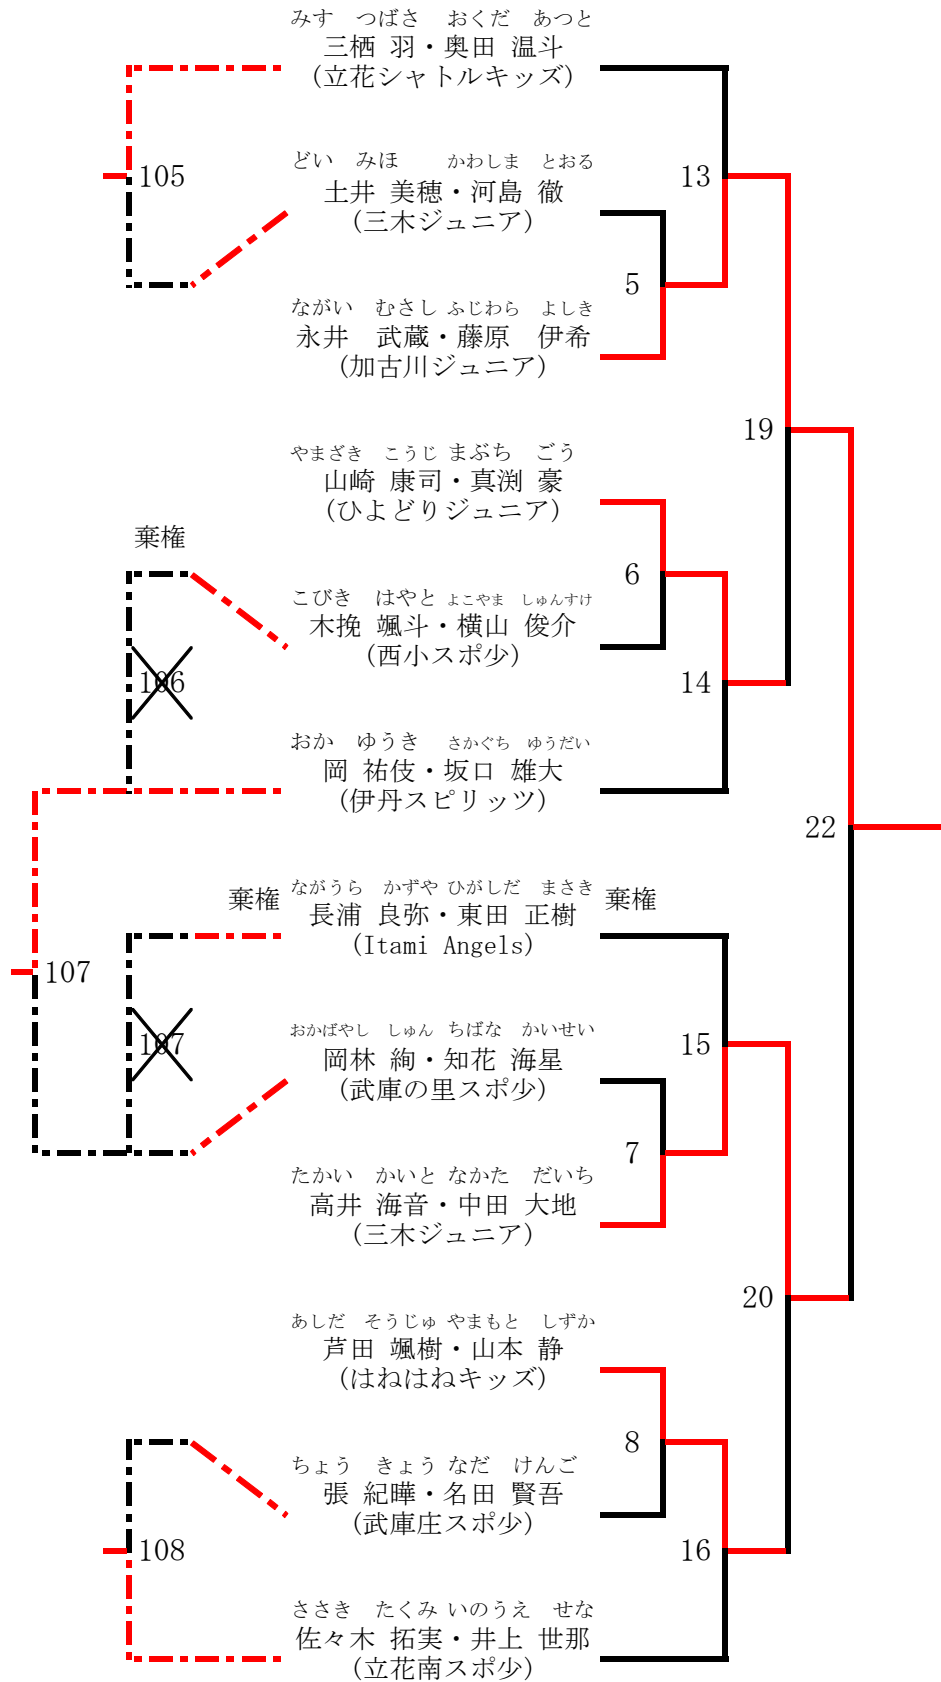 みす つばさ おくだ あつと
三栖 羽・奥田 温斗
(立花シャトルキッズ)
105
どい みほ かわしま とおる
13
土井 美穂・河島 徹
(三木ジュニア)
5
ながい むさし ふじわら よしき
永井 武蔵・藤原 伊希
(加古川ジュニア)
19
やまざき こうじ まぶち ごう
山崎 康司・真渕 豪
(ひよどりジュニア)
棄権
6
こびき はやと よこやま しゅんすけ
木挽 颯斗・横山 俊介
(西小スポ少)
106
14
おか ゆうき さかぐち ゆうだい
岡 祐伎・坂口 雄大
(伊丹スピリッツ)
22
棄権
ながうら かずや ひがしだ まさき
棄権
長浦 良弥・東田 正樹
(Itami Angels)
107
おかばやし しゅん ちばな かいせい
107
15
岡林 絢・知花 海星
(武庫の里スポ少)
7
たかい かいと なかた だいち
高井 海音・中田 大地
(三木ジュニア)
20
あしだ そうじゅ やまもと しずか
芦田 颯樹・山本 静
(はねはねキッズ)
8
ちょう きょう なだ けんご
張 紀曄・名田 賢吾
(武庫庄スポ少)
108
16
ささき たくみ いのうえ せな
佐々木 拓実・井上 世那
(立花南スポ少)